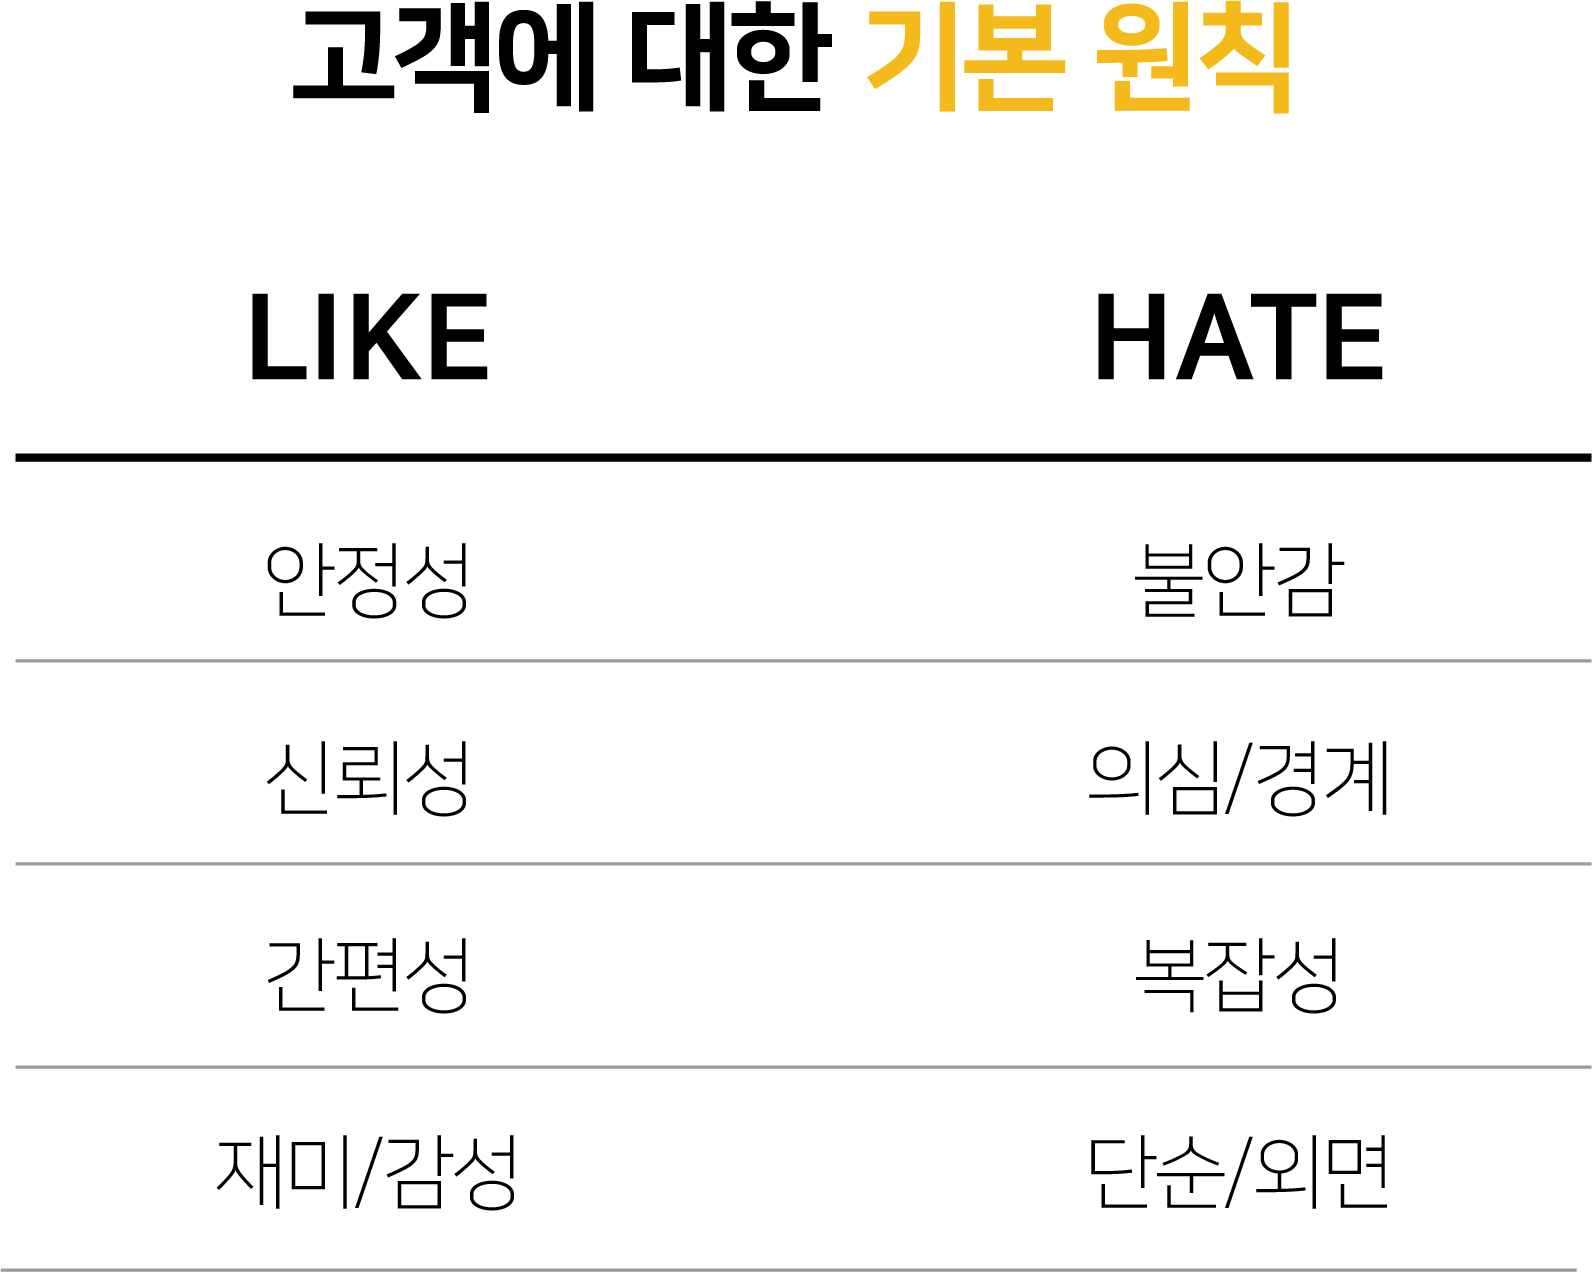 고객에 대한 기본 원칙
LIKE HATE
안정성 불안감
신뢰성 의심/경계
간편성 복잡성
재미/감성 단순/외면